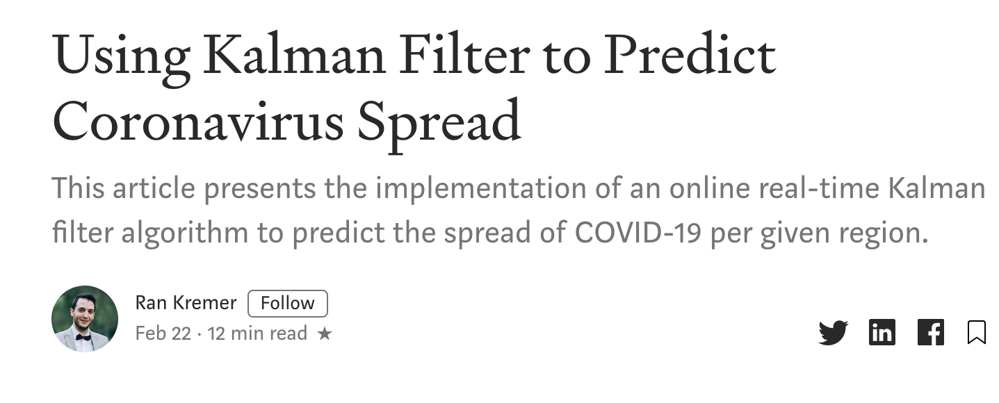 Using Kalman Filter to Predict
Coronavirus Spread
This article presents the implementation of an online real-time Kalman
filter algorithm to predict the spread of COVID-19 per given region.
Ran Kremer Follow
Feb 22 · 12 min read ★
in f